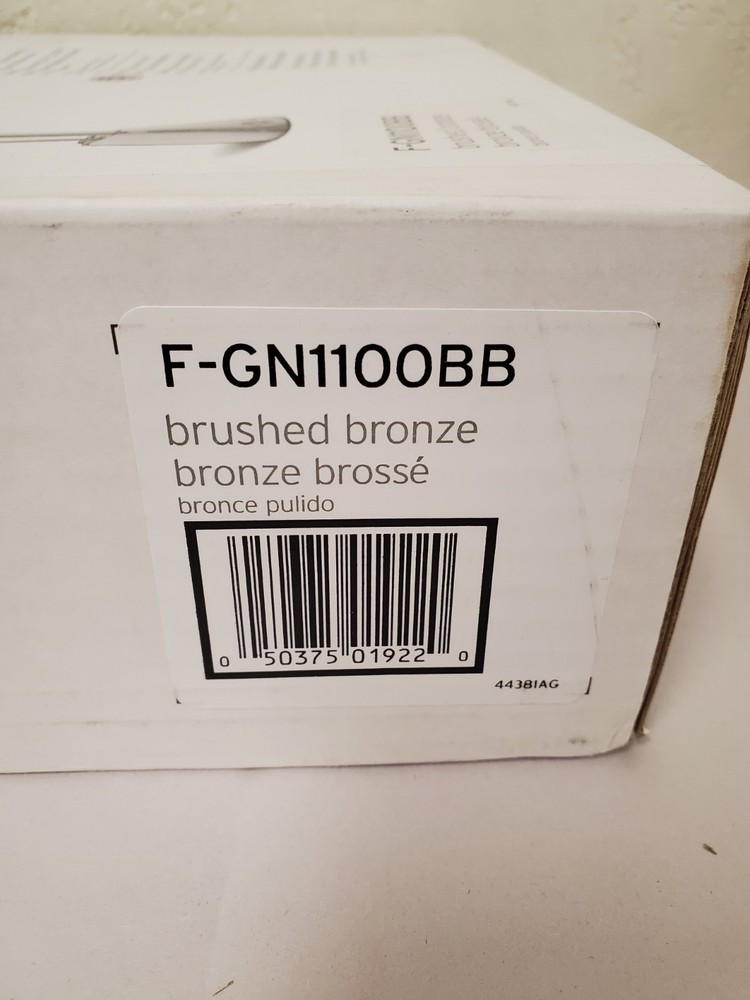 F-GN1100BB
brushed bronze
bronze brossé
bronce pulido
0 50375 01922 0
44381AG